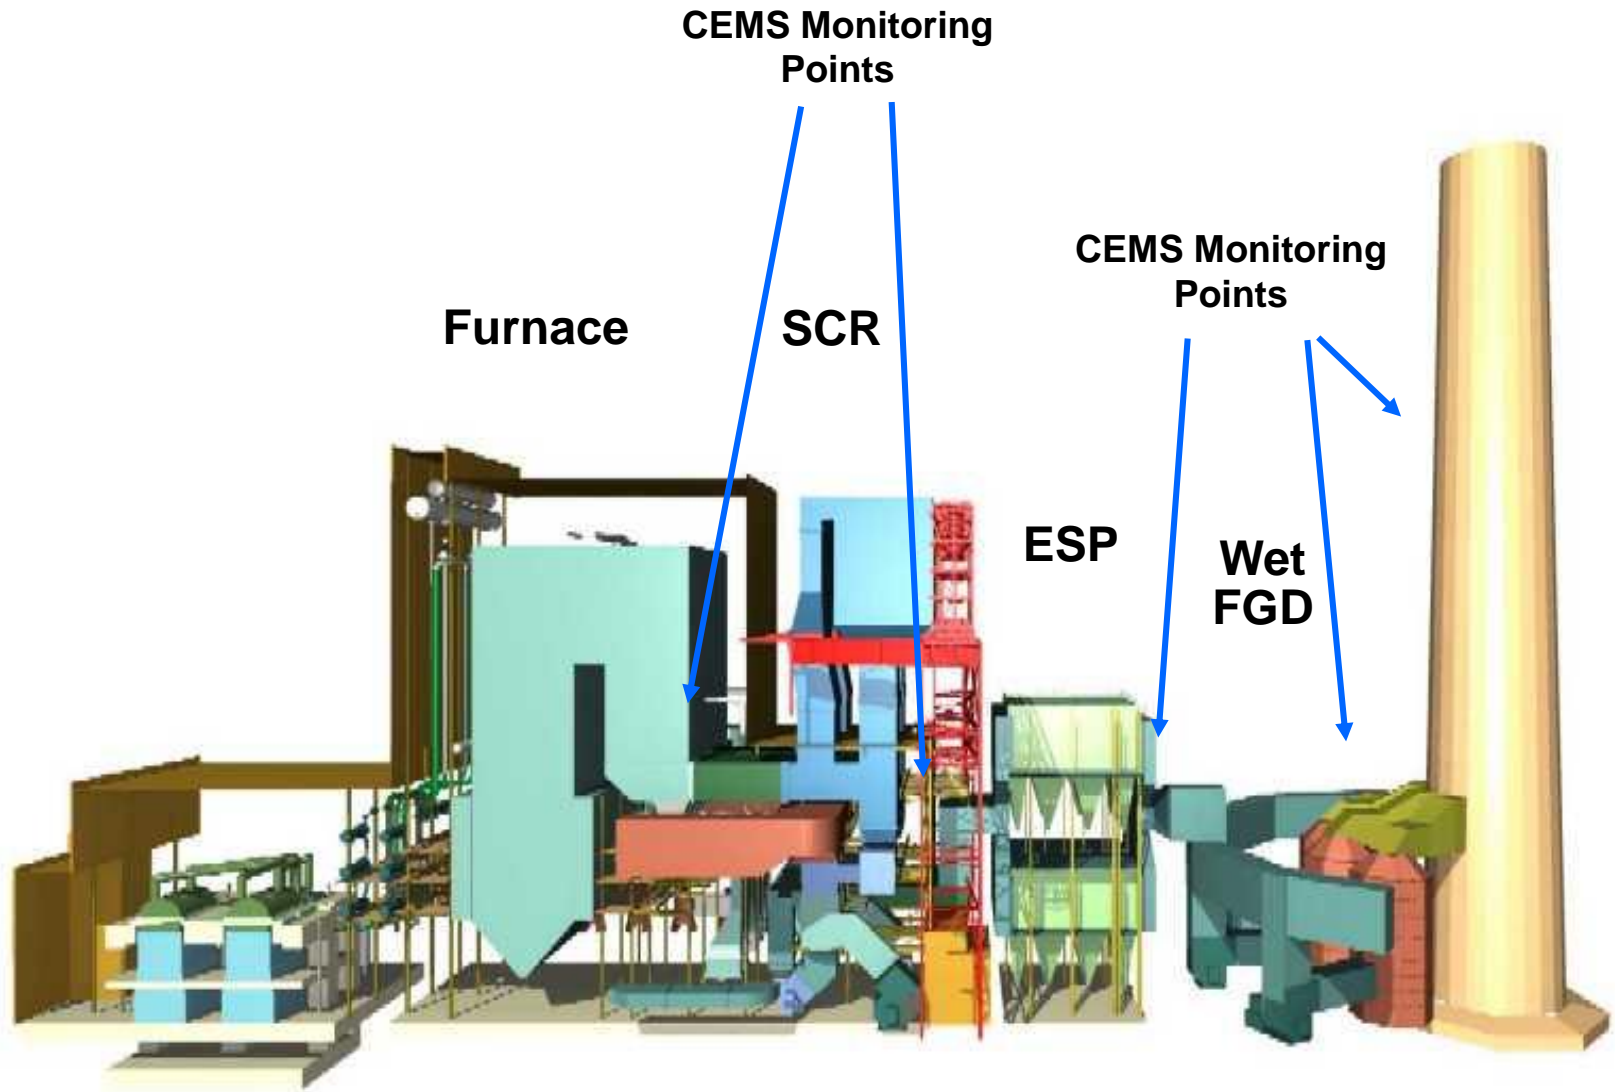 CEMS Monitoring
Points
CEMS Monitoring
Points
Furnace
SCR
ESP
Wet
FGD